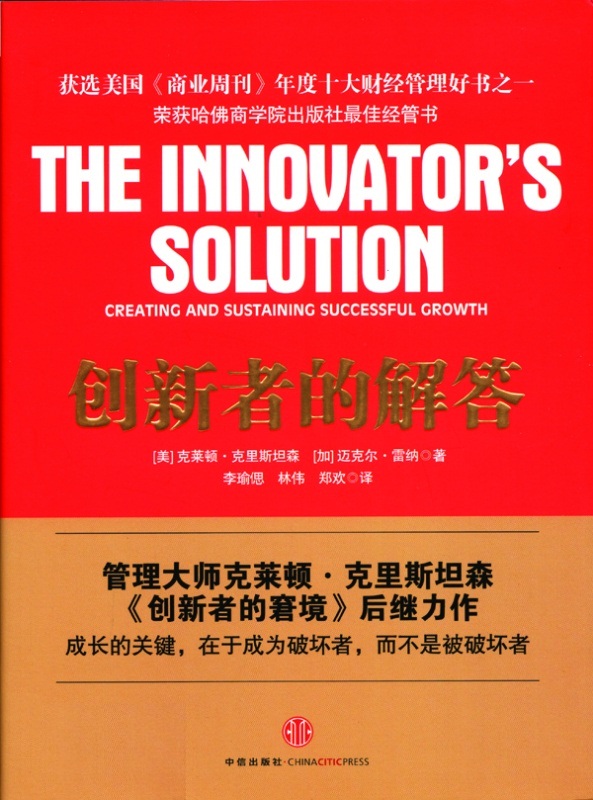 获选美国《商业周刊》年度十大财经管理好书之一
荣获哈佛商学院出版社最佳经管书
THE INNOVATOR'S
SOLUTION
CREATING AND SUSTAINING SUCCESSFUL GROWTH
创新者的解答
[美] 克莱顿·克里斯坦森 [加] 迈克尔·雷纳◎著
李瑜偲 林伟 郑欢◎译
管理大师克莱顿·克里斯坦森
《创新者的窘境》后继力作
成长的关键，在于成为破坏者，而不是被破坏者
中信出版社·CHINACITICPRESS